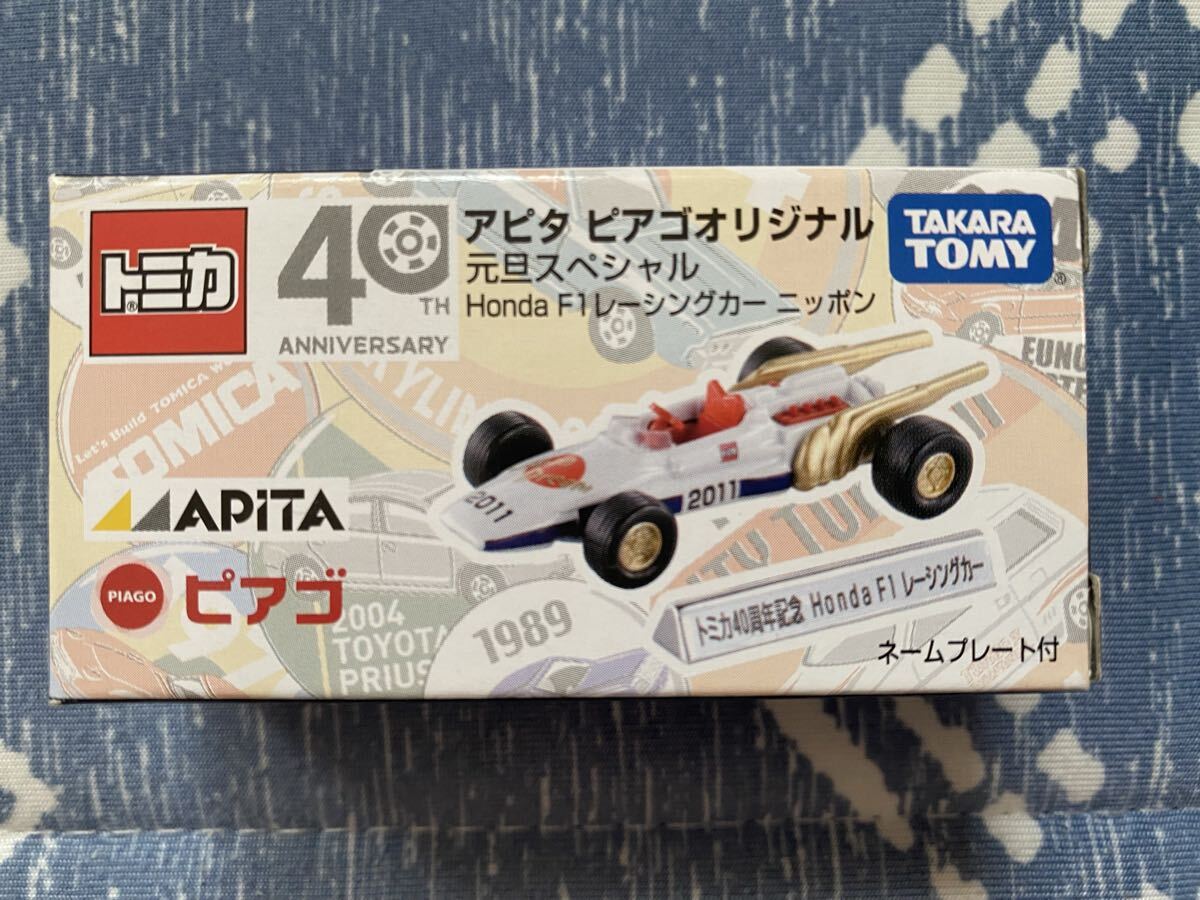 トミカ®
40TH
ANNIVERSARY
アピタ ピアゴオリジナル
元旦スペシャル
Honda F1レーシングカー ニッポン
TAKARA
TOMY
®
Let's Build TOMICA
TOMICA
APiTA
PIAGO
ピアゴ
2004
TOYOTA
PRIUS
1989
2011
2011
トミカ40周年記念 Honda F1 レーシングカー
ネームプレート付